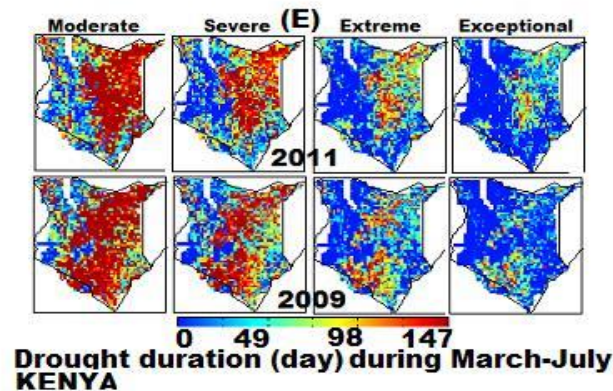 Moderate Severe (E) Extreme Exceptional
2011
2009
0 49 98 147
Drought duration (day) during March-July
KENYA